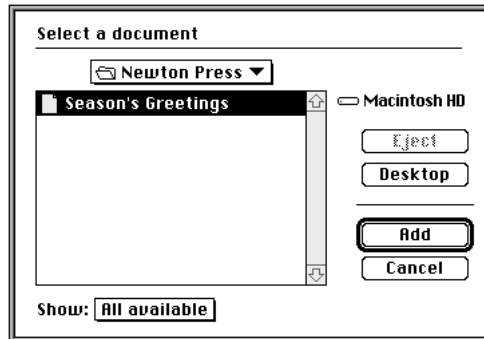 Select a document
Newton Press
Season's Greetings
Macintosh HD
Eject
Desktop
Add
Cancel
Show: All available